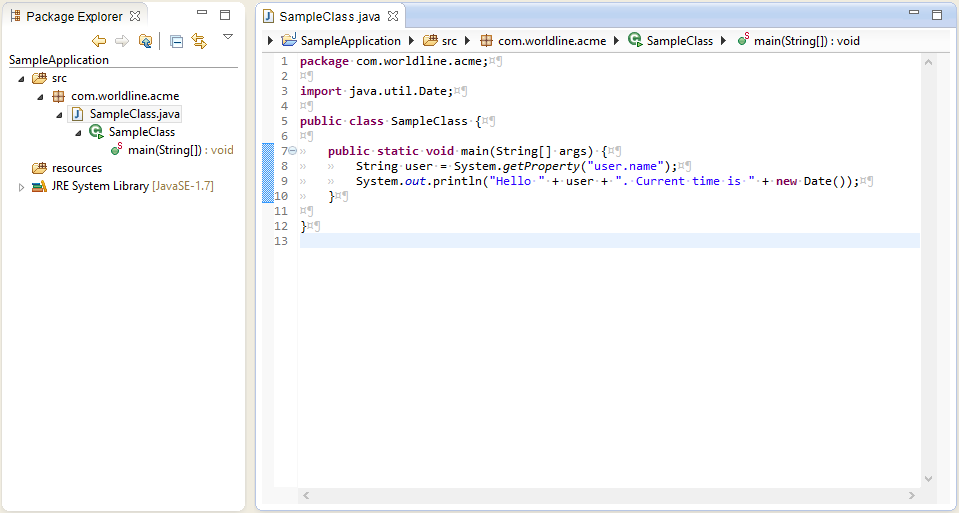 Package Explorer
SampleApplication
src
com.worldline.acme
SampleClass.java
SampleClass
main(String[]) : void
resources
JRE System Library [JavaSE-1.7]
SampleClass.java
SampleApplication src com.worldline.acme SampleClass main(String[]) : void
1 package·com.worldline.acme;¤¶
2 ¤¶
3 import·java.util.Date;¤¶
4 ¤¶
5 public·class·SampleClass·{¤¶
6 ¤¶
7 » public·static·void·main(String[]·args)·{¤¶
8 » » String·user·=·System.getProperty("user.name");¤¶
9 » » System.out.println("Hello·"·+·user·+·".·Current·time·is·"·+·new·Date());¤¶
10 » }¤¶
11 ¤¶
12 }¤¶
13